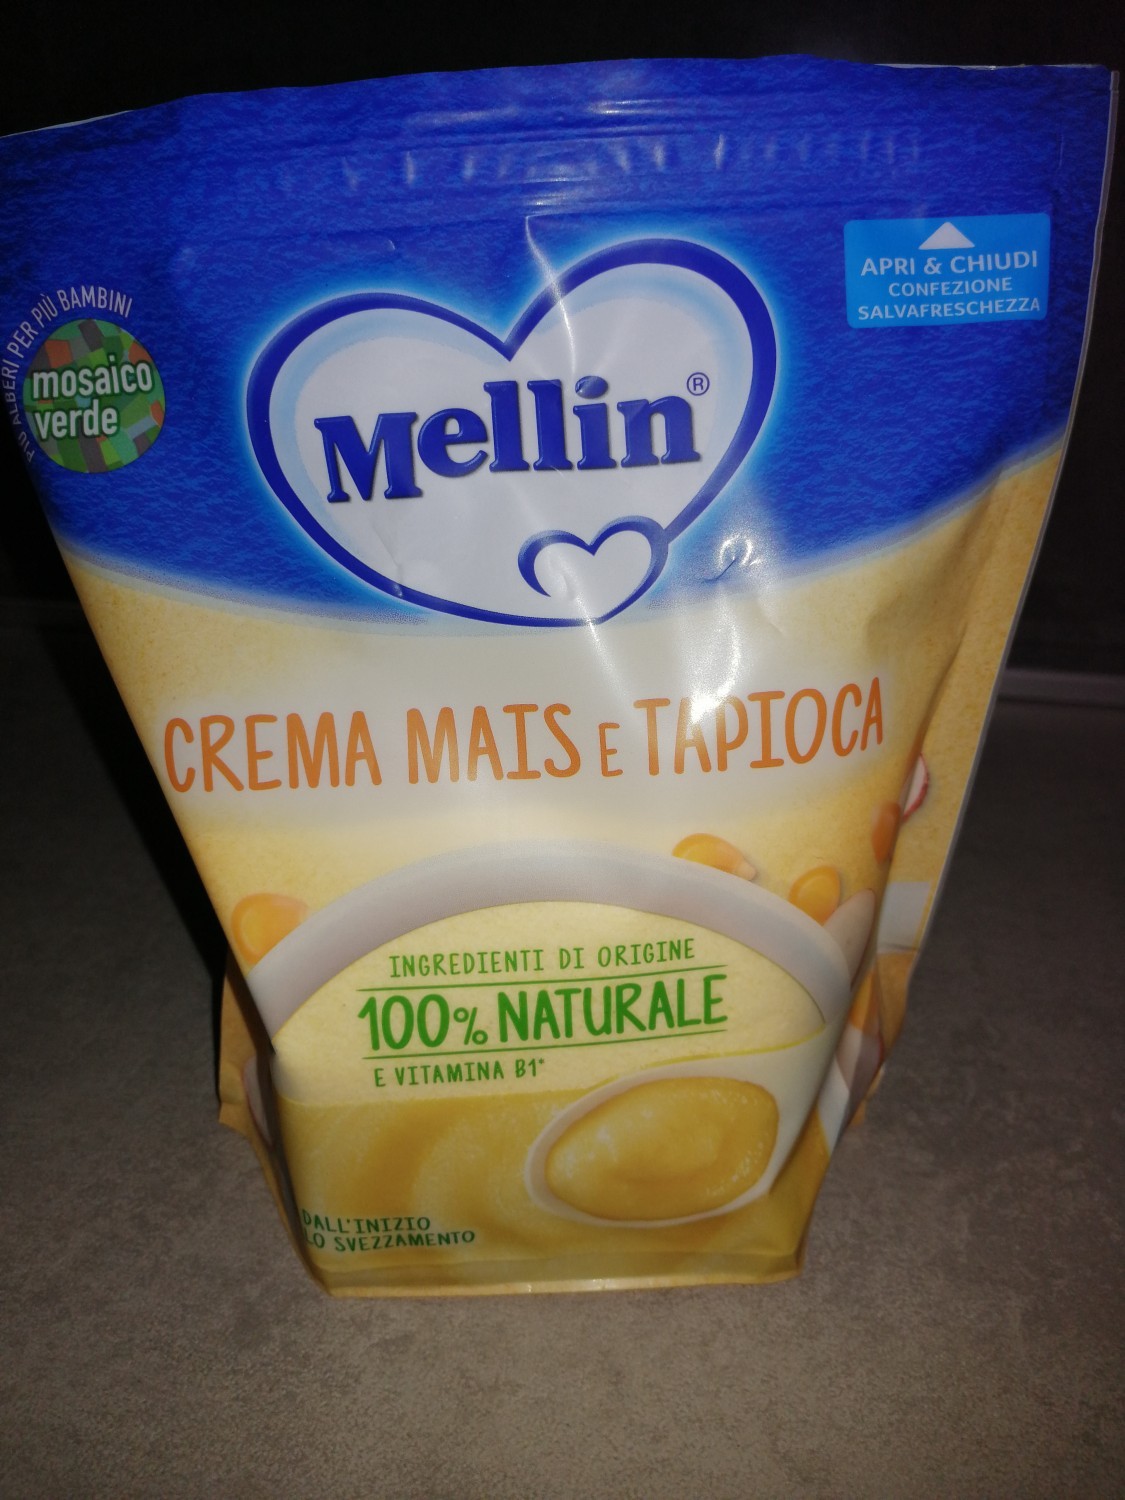 PIÙ ALBERI PER PIÙ BAMBINI
mosaico
verde
Mellin®
APRI & CHIUDI
CONFEZIONE
SALVAFRESCHEZZA
CREMA MAIS E TAPIOCA
INGREDIENTI DI ORIGINE
100% NATURALE
E VITAMINA B1*
DALL'INIZIO
LO SVEZZAMENTO